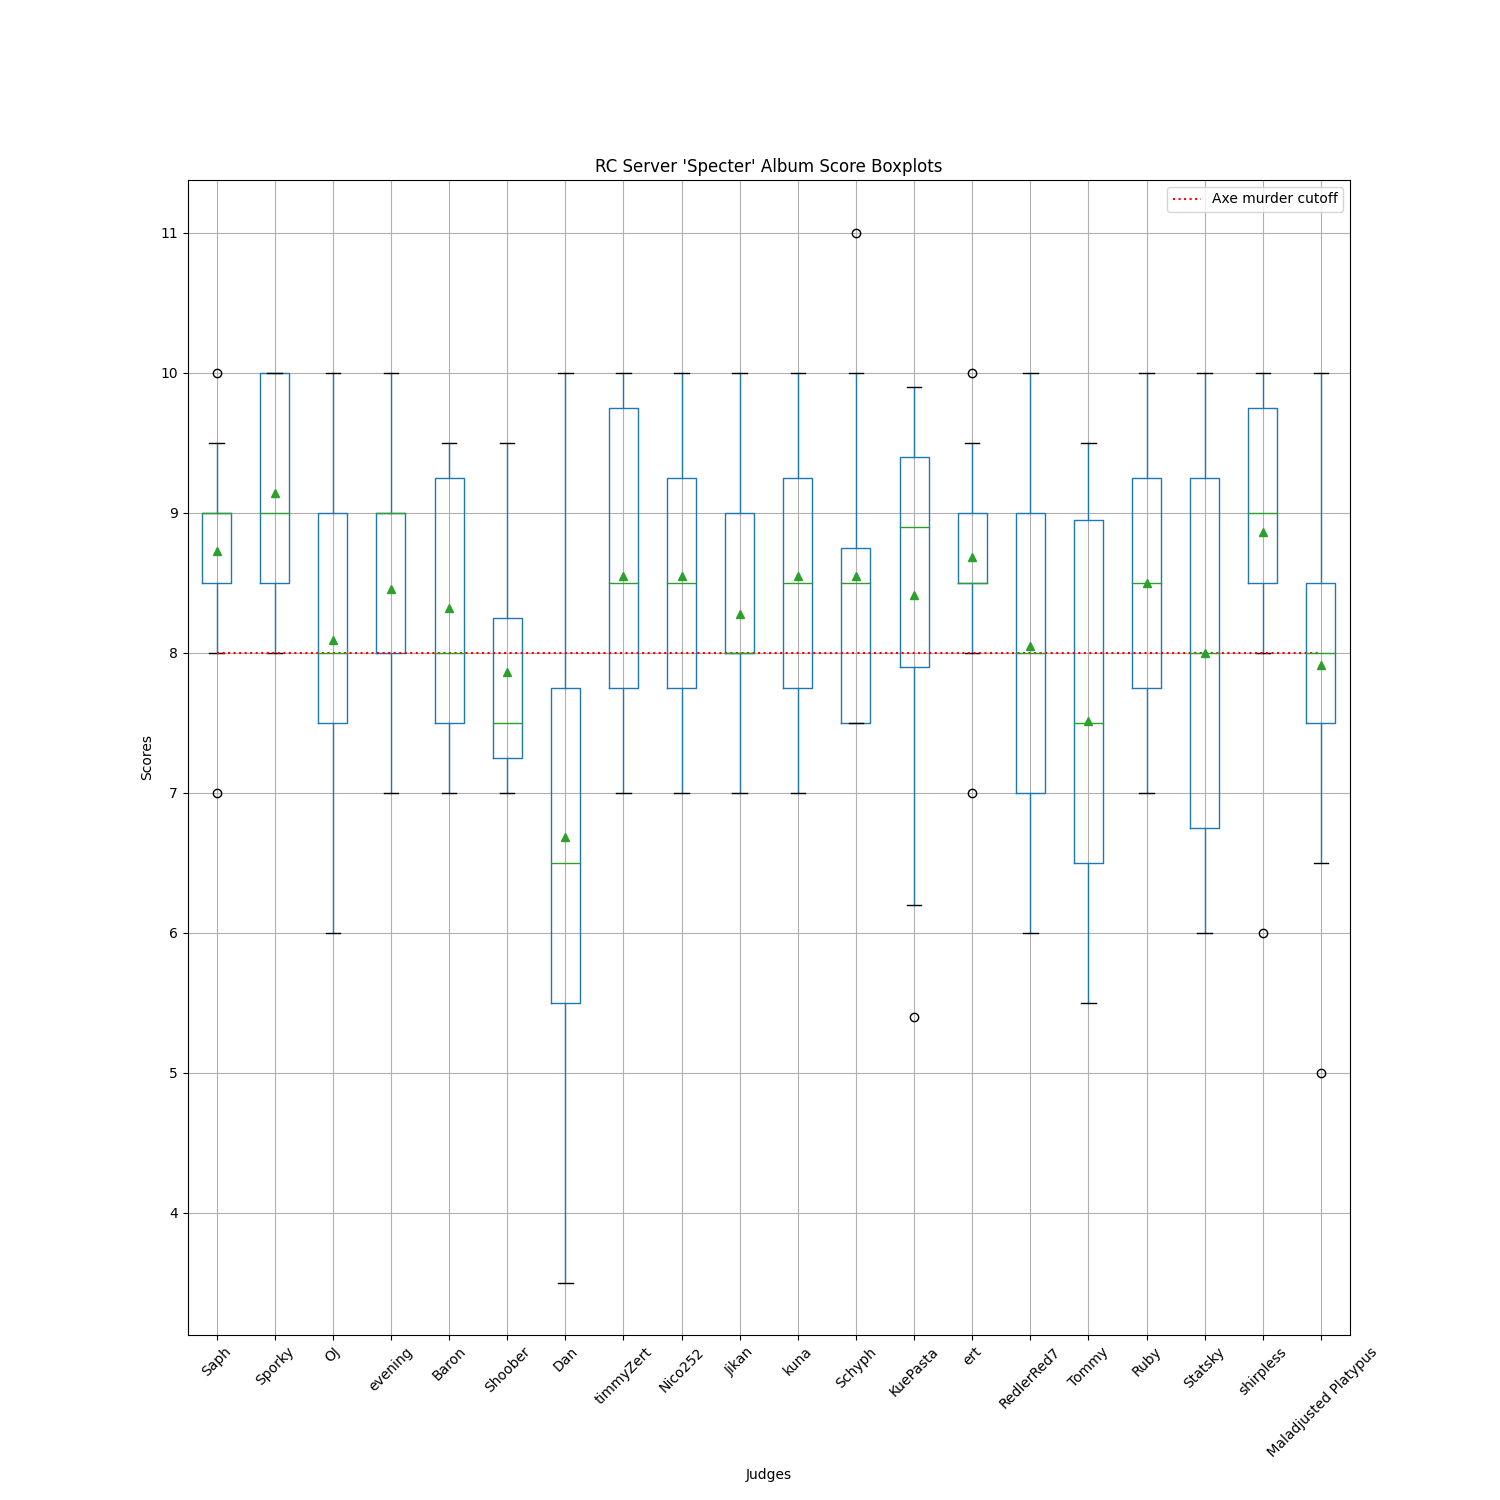 RC Server 'Specter' Album Score Boxplots
Axe murder cutoff
11
10
9
8
7
6
5
4
Scores
Saph
Sporky
OJ
evening
Baron
Shoober
Dan
timmyZert
Nico252
Jikan
kuna
Schyph
KuePasta
ert
RedlerRed7
Tommy
Ruby
Statsky
shirpless
Maladjusted Platypus
Judges